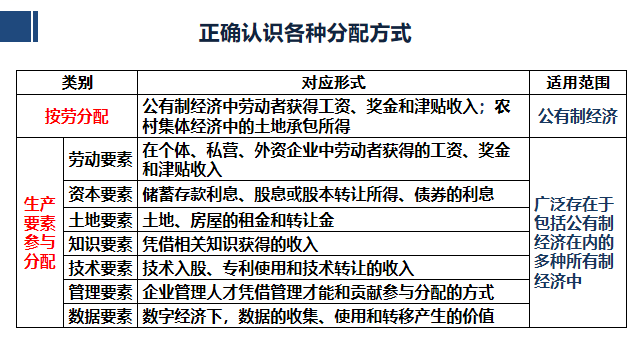 正确认识各种分配方式
类别
对应形式
适用范围
按劳分配
公有制经济中劳动者获得工资、奖金和津贴收入；农
村集体经济中的土地承包所得
公有制经济
生产
要素
参与
分配
劳动要素
在个体、私营、外资企业中劳动者获得的工资、奖金
和津贴收入
资本要素
储蓄存款利息、股息或股本转让所得、债券的利息
土地要素
土地、房屋的租金和转让金
知识要素
凭借相关知识获得的收入
技术要素
技术入股、专利使用和技术转让的收入
管理要素
企业管理人才凭借管理才能和贡献参与分配的方式
数据要素
数字经济下，数据的收集、使用和转移产生的价值
广泛存在于
包括公有制
经济在内的
多种所有制
经济中